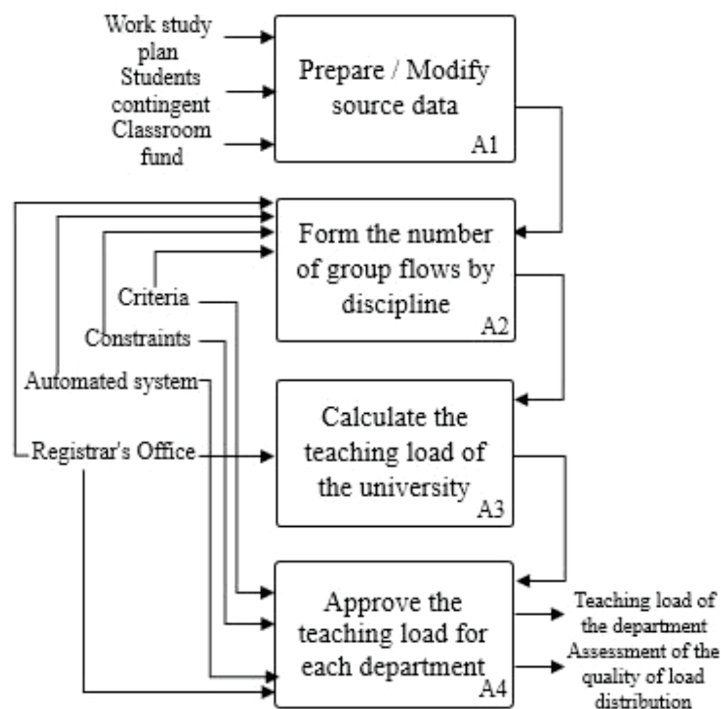 Work study
plan
Students
contingent
Classroom
fund
Prepare / Modify
source data
A1
Form the number
of group flows by
discipline
A2
Criteria
Constraints
Automated system
Registrar's Office
Calculate the
teaching load of
the university
A3
Approve the
teaching load for
each department
A4
Teaching load of
the department
Assessment of the
quality of load
distribution